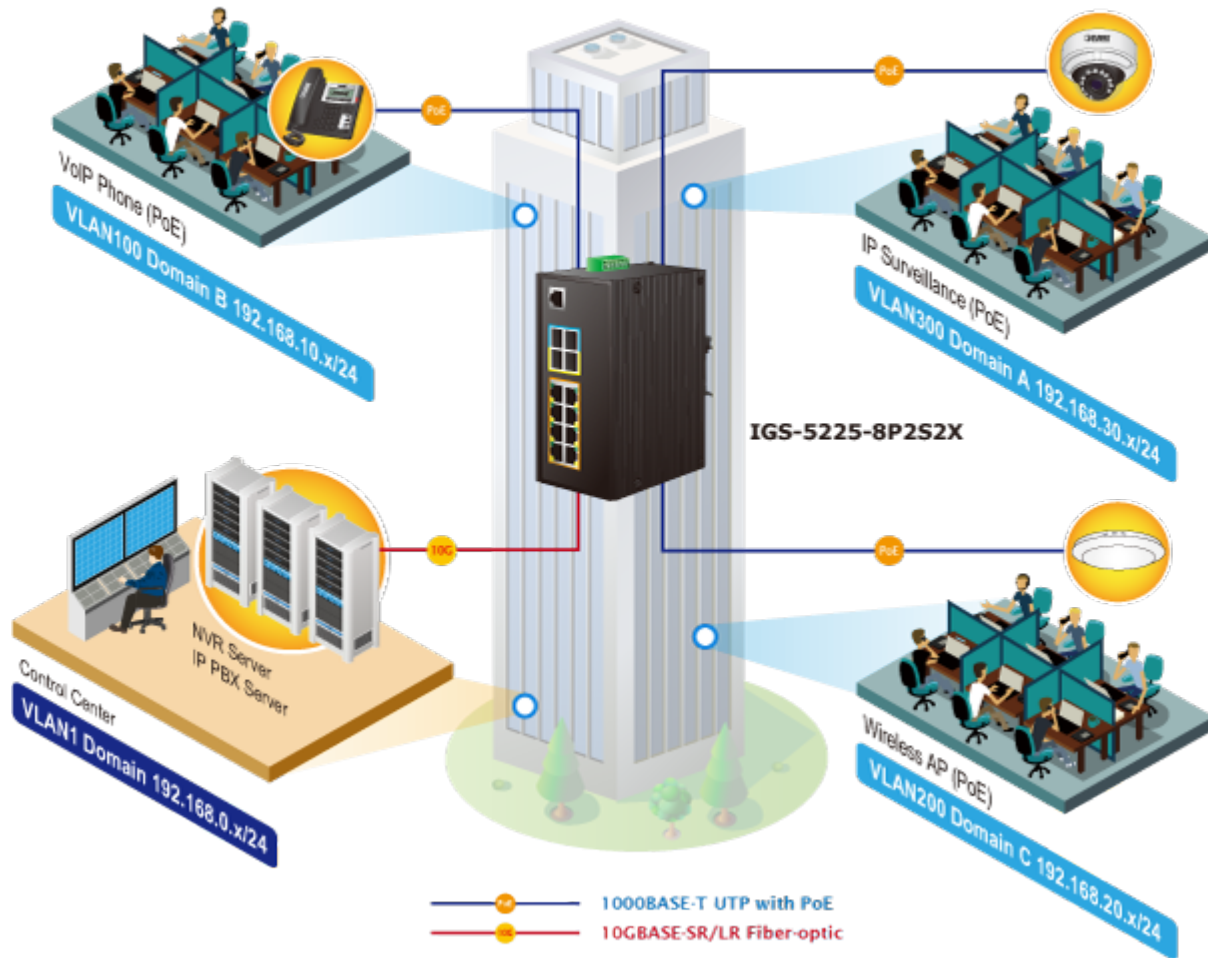 PoE
PoE
VoIP Phone (PoE)
VLAN100 Domain B 192.168.10.x/24
IP Surveillance (PoE)
VLAN300 Domain A 192.168.30.x/24
IGS-5225-8P2S2X
10G
PoE
NVR Server
IP PBX Server
Control Center
VLAN1 Domain 192.168.0.x/24
Wireless AP (PoE)
VLAN200 Domain C 192.168.20.x/24
PoE
1000BASE-T UTP with PoE
10G
10GBASE-SR/LR Fiber-optic